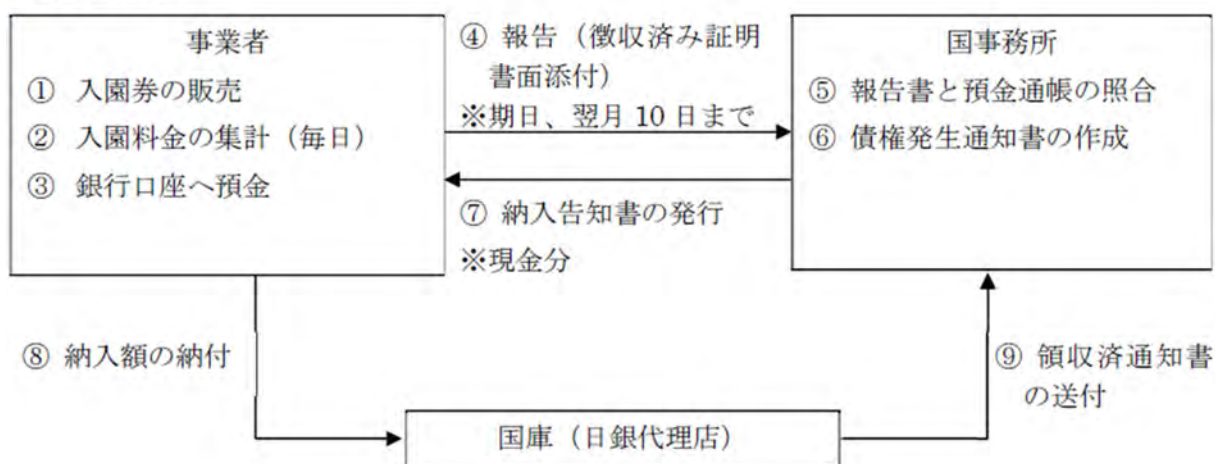 事業者
① 入園券の販売
② 入園料金の集計（毎日）
③ 銀行口座へ預金
④ 報告（徴収済み証明
書面添付）
※期日、翌月 10 日まで
国事務所
⑤ 報告書と預金通帳の照合
⑥ 債権発生通知書の作成
⑦ 納入告知書の発行
※現金分
⑧ 納入額の納付
⑨ 領収済通知書
の送付
国庫（日銀代理店）